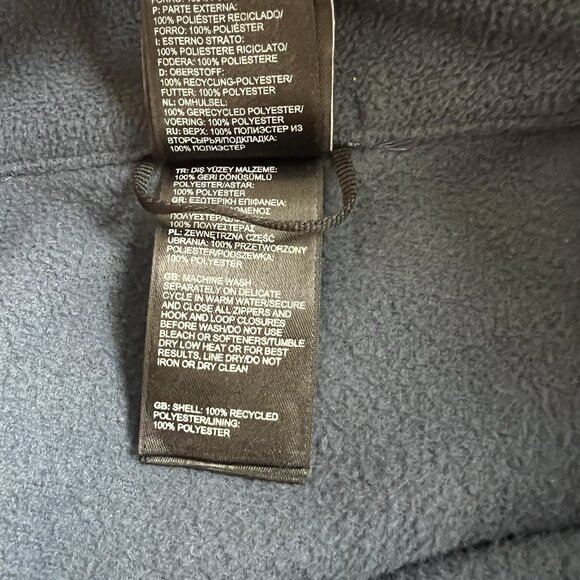 P: PARTE EXTERNA:
100% POLIÉSTER RECICLADO/
FORRO: 100% POLIÉSTER
I: ESTERNO STRATO:
100% POLIESTERE RICICLATO/
FODERA: 100% POLIESTERE
D: OBERSTOFF:
100% RECYCLING-POLYESTER/
FUTTER: 100% POLYESTER
NL: OMHULSEL:
100% GERECYCLED POLYESTER/
VOERING: 100% POLYESTER
RU: ВЕРХ: 100% ПОЛИЭСТЕР ИЗ
ВТОРСЫРЬЯ/ПОДКЛАДКА:
100% ПОЛИЭСТЕР
TR: DIŞ YÜZEY MALZEME:
100% GERİ DÖNÜŞÜMLÜ
POLYESTER/ASTAR:
100% POLYESTER
GR: ΕΞΩΤΕΡΙΚΗ ΕΠΙΦΑΝΕΙΑ:
100% ΠΟΛΥΕΣΤΕΡΑΣ
PL: ZEWNĘTRZNA CZĘŚĆ
UBRANIA: 100% PRZETWORZONY
POLIESTER/PODSZEWKA:
100% POLYESTER
GB: MACHINE WASH
SEPARATELY ON DELICATE
CYCLE IN WARM WATER/SECURE
AND CLOSE ALL ZIPPERS AND
HOOK AND LOOP CLOSURES
BEFORE WASH/DO NOT USE
BLEACH OR SOFTENERS/TUMBLE
DRY LOW HEAT OR FOR BEST
RESULTS, LINE DRY/DO NOT
IRON OR DRY CLEAN
GB: SHELL: 100% RECYCLED
POLYESTER/LINING:
100% POLYESTER